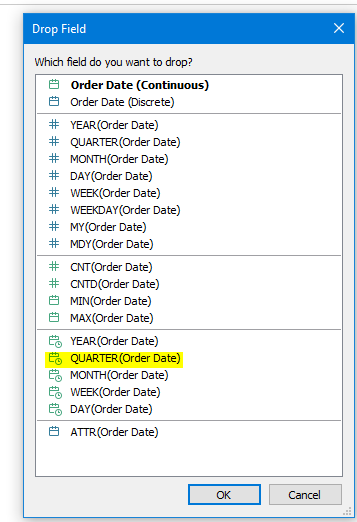 Drop Field
Which field do you want to drop?
Order Date (Continuous)
Order Date (Discrete)
YEAR(Order Date)
QUARTER(Order Date)
MONTH(Order Date)
DAY(Order Date)
WEEK(Order Date)
WEEKDAY(Order Date)
MY(Order Date)
MDY(Order Date)
CNT(Order Date)
CNTD(Order Date)
MIN(Order Date)
MAX(Order Date)
YEAR(Order Date)
QUARTER(Order Date)
MONTH(Order Date)
WEEK(Order Date)
DAY(Order Date)
ATTR(Order Date)
OK Cancel